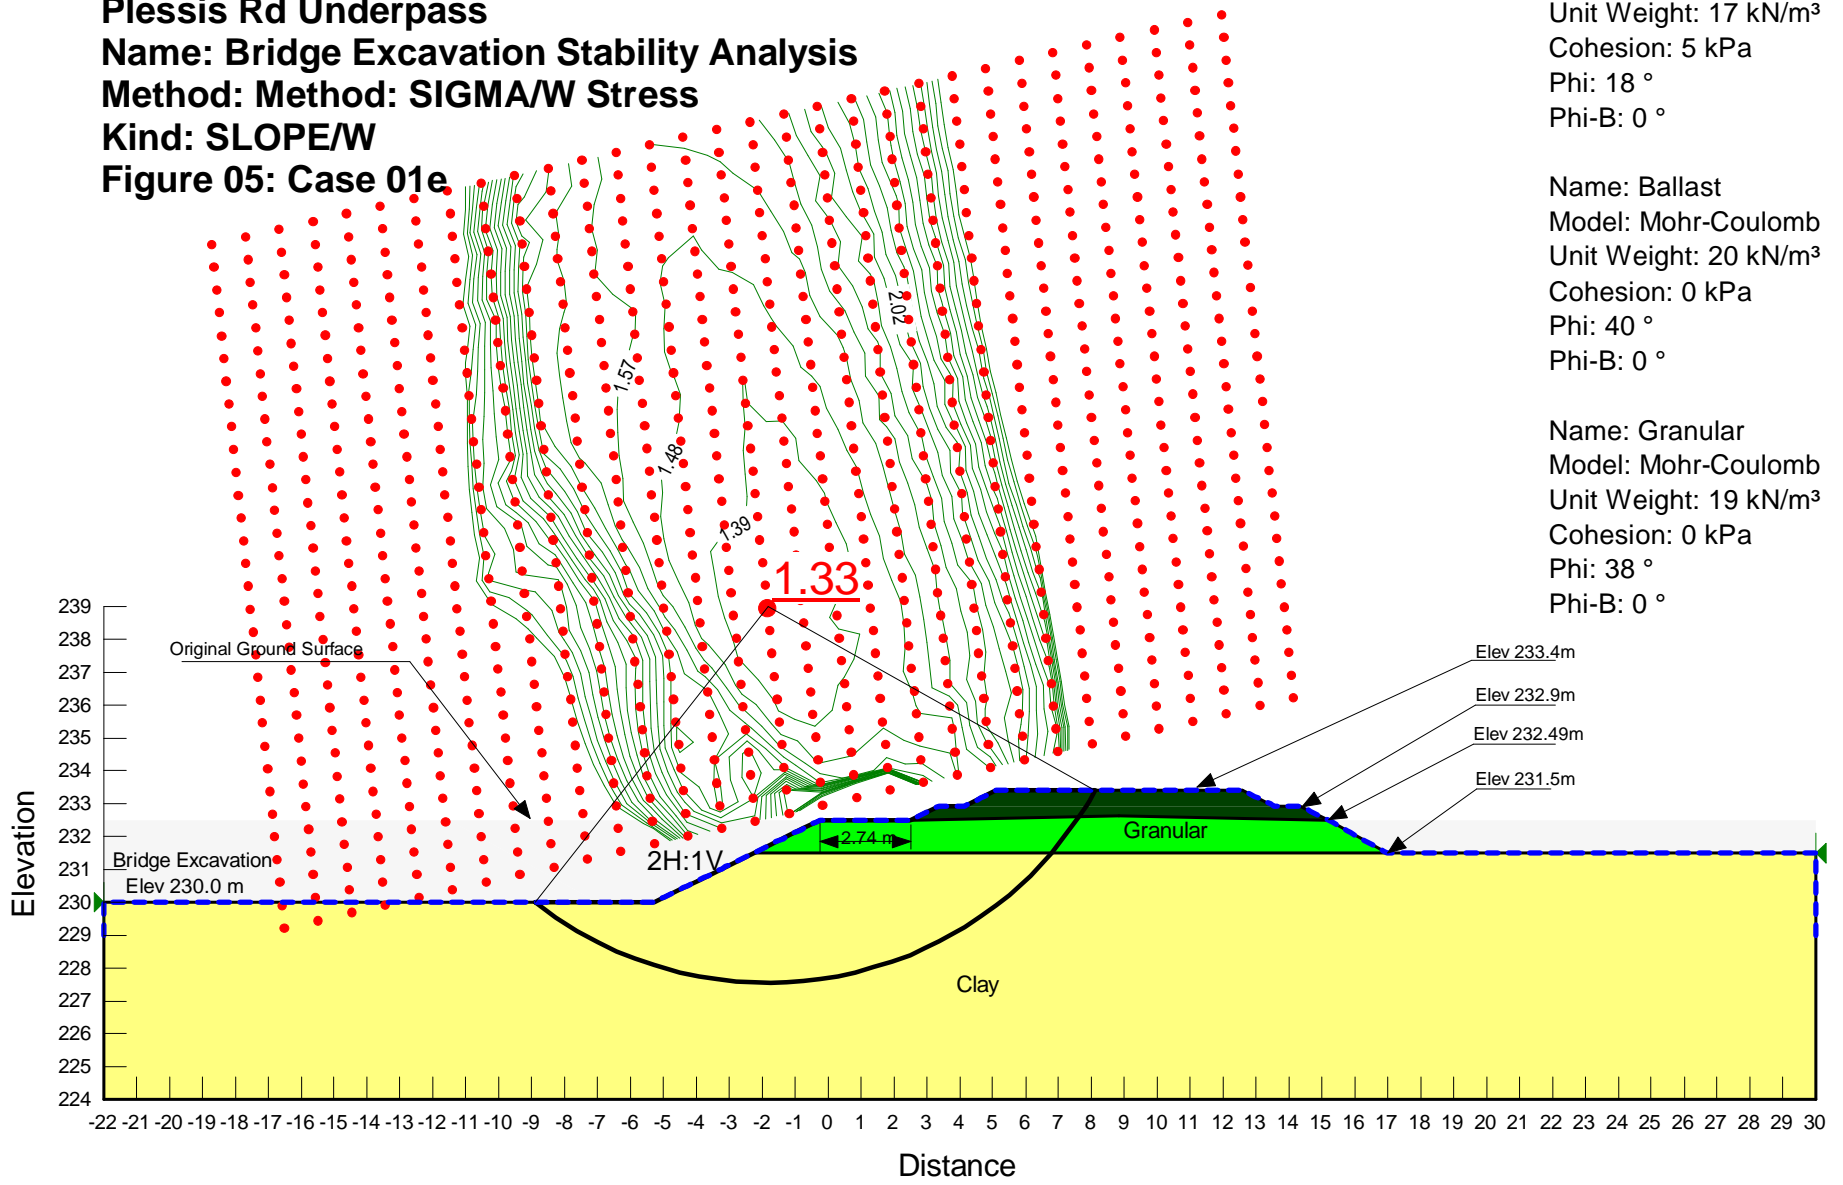 Plessis Rd Underpass
Name: Bridge Excavation Stability Analysis
Method: Method: SIGMA/W Stress
Kind: SLOPE/W
Figure 05: Case 01e
Unit Weight: 17 kN/m³
Cohesion: 5 kPa
Phi: 18 °
Phi-B: 0 °
Name: Ballast
Model: Mohr-Coulomb
Unit Weight: 20 kN/m³
Cohesion: 0 kPa
Phi: 40 °
Phi-B: 0 °
Name: Granular
Model: Mohr-Coulomb
Unit Weight: 19 kN/m³
Cohesion: 0 kPa
Phi: 38 °
Phi-B: 0 °
2.02
1.57
1.48
1.39
1.33
Original Ground Surface
Elev 233.4m
Elev 232.9m
Elev 232.49m
Elev 231.5m
Bridge Excavation
Elev 230.0 m
2H:1V
2.74 m
Granular
Clay
Elevation
239
238
237
236
235
234
233
232
231
230
229
228
227
226
225
224
-22 -21 -20 -19 -18 -17 -16 -15 -14 -13 -12 -11 -10 -9 -8 -7 -6 -5 -4 -3 -2 -1 0 1 2 3 4 5 6 7 8 9 10 11 12 13 14 15 16 17 18 19 20 21 22 23 24 25 26 27 28 29 30
Distance